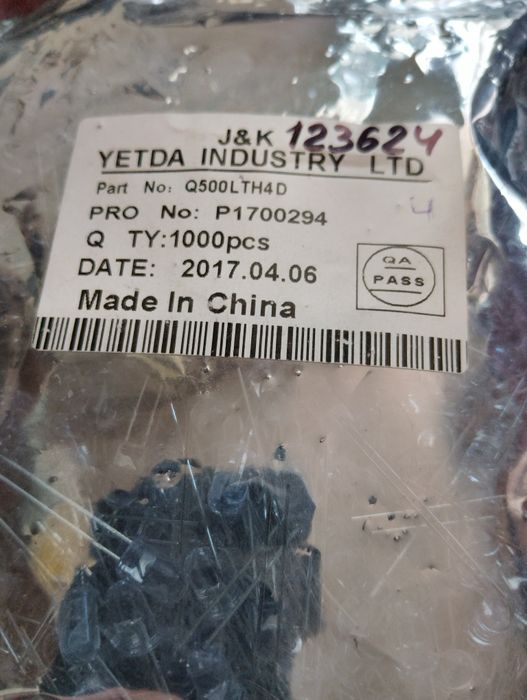 J&K 123624
YETDA INDUSTRY LTD
Part No: Q500LTH4D
PRO No: P1700294
Q TY:1000pcs
DATE: 2017.04.06
Made In China
QA
PASS